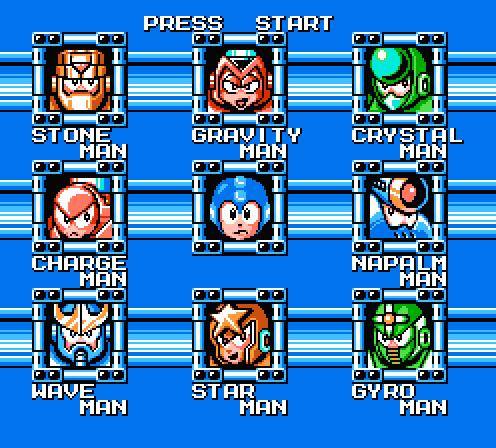 PRESS START
STONE
MAN
GRAVITY
MAN
CRYSTAL
MAN
CHARGE
MAN
NAPALM
MAN
WAVE
MAN
STAR
MAN
GYRO
MAN